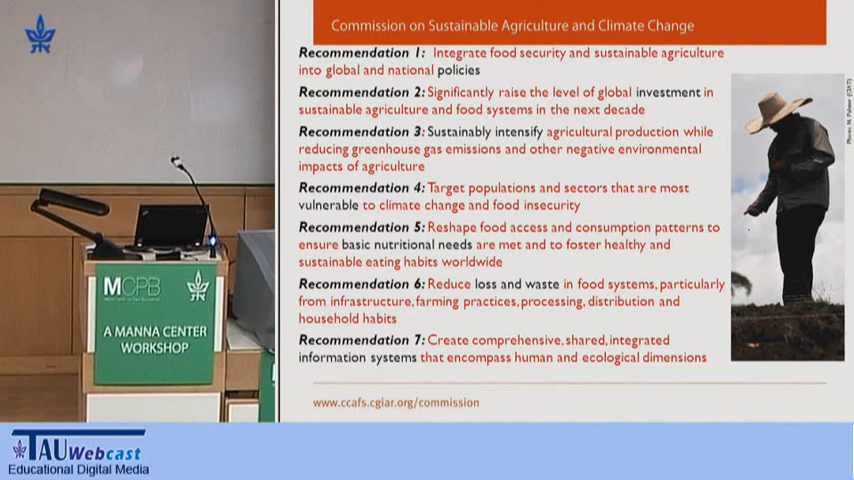 Commission on Sustainable Agriculture and Climate Change
Recommendation 1: Integrate food security and sustainable agriculture
into global and national policies
Recommendation 2: Significantly raise the level of global investment in
sustainable agriculture and food systems in the next decade
Recommendation 3: Sustainably intensify agricultural production while
reducing greenhouse gas emissions and other negative environmental
impacts of agriculture
Recommendation 4: Target populations and sectors that are most
vulnerable to climate change and food insecurity
Recommendation 5: Reshape food access and consumption patterns to
ensure basic nutritional needs are met and to foster healthy and
sustainable eating habits worldwide
Recommendation 6: Reduce loss and waste in food systems, particularly
from infrastructure, farming practices, processing, distribution and
household habits
Recommendation 7: Create comprehensive, shared, integrated
information systems that encompass human and ecological dimensions
www.ccafs.cgiar.org/commission
Photo: N. Palmer (CIAT)
MCPB
A MANNA CENTER
WORKSHOP
TAU Webcast
Educational Digital Media